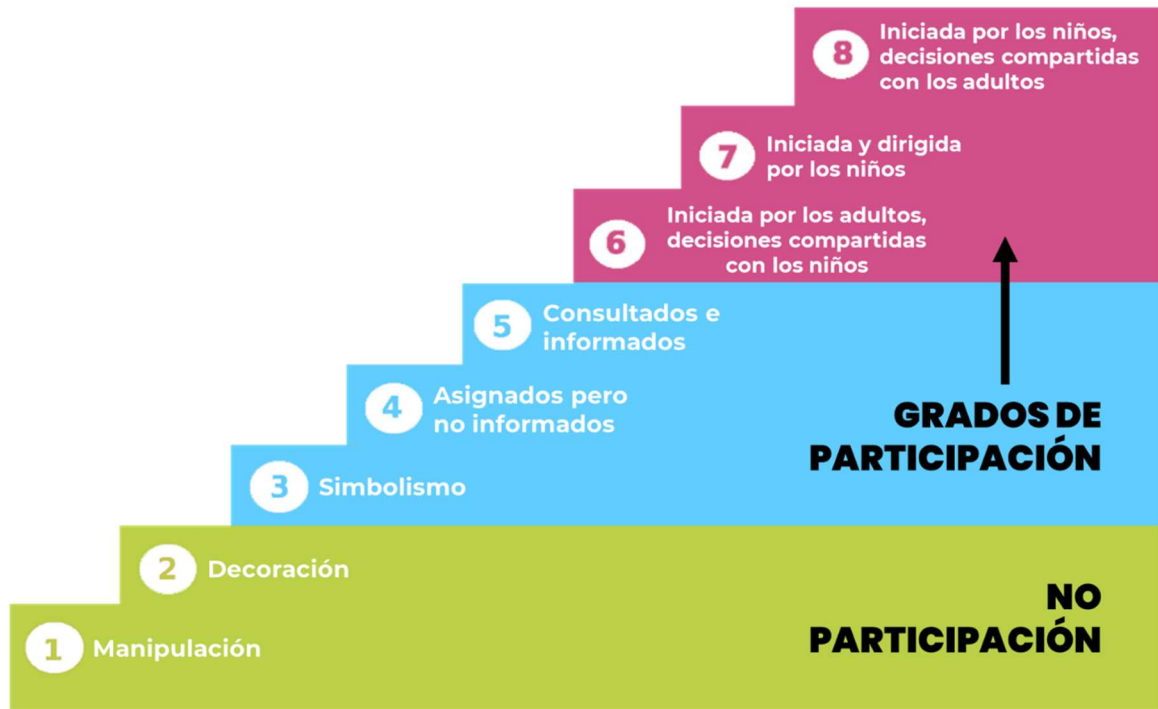 8
Iniciada por los niños,
decisiones compartidas
con los adultos
7
Iniciada y dirigida
por los niños
6
Iniciada por los adultos,
decisiones compartidas
con los niños
5
Consultados e
informados
4
Asignados pero
no informados
GRADOS DE
PARTICIPACIÓN
3
Simbolismo
2
Decoración
1
Manipulación
NO
PARTICIPACIÓN